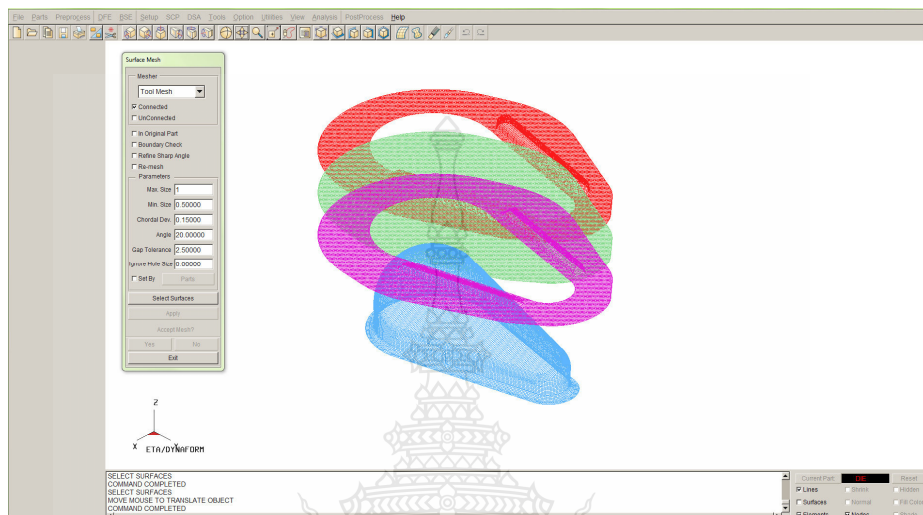 File Parts Preprocess DFE BSE Setup SCP DSA Tools Option Utilities View Analysis PostProcess Help
Surface Mesh
Mesher
Tool Mesh
Connected
UnConnected
In Original Part
Boundary Check
Refine Sharp Angle
Re-mesh
Parameters
Max. Size 1
Min. Size 0.50000
Chordal Dev. 0.15000
Angle 20.00000
Gap Tolerance 2.50000
Ignore Hole Size 0.00000
Set By Parts
Select Surfaces
Apply
Accept Mesh?
Yes No
Exit
Z
X Y
ETA/DYNAFORM
SELECT SURFACES
COMMAND COMPLETED
SELECT SURFACES
MOVE MOUSE TO TRANSLATE OBJECT
COMMAND COMPLETED
Current Part DIE Reset
Lines Shrink Hidden
Surfaces Normal Fill Color
Elements Nodes Shade